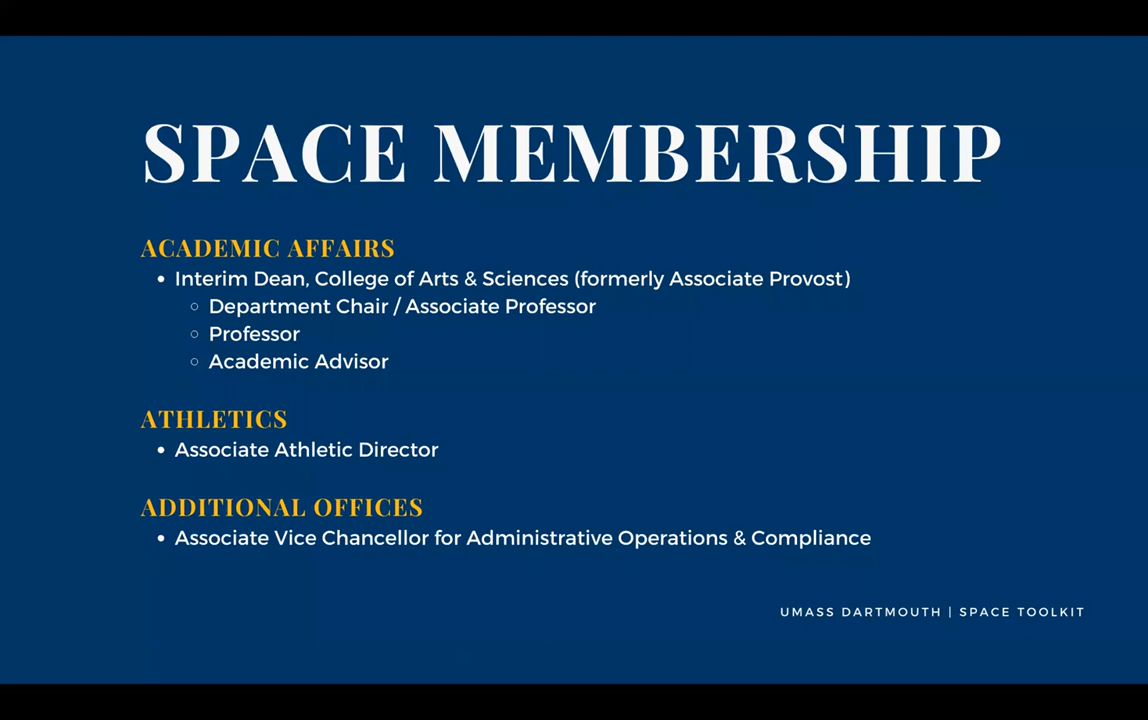 SPACE MEMBERSHIP
ACADEMIC AFFAIRS
• Interim Dean, College of Arts & Sciences (formerly Associate Provost)
○ Department Chair / Associate Professor
○ Professor
○ Academic Advisor
ATHLETICS
• Associate Athletic Director
ADDITIONAL OFFICES
• Associate Vice Chancellor for Administrative Operations & Compliance
UMASS DARTMOUTH | SPACE TOOLKIT